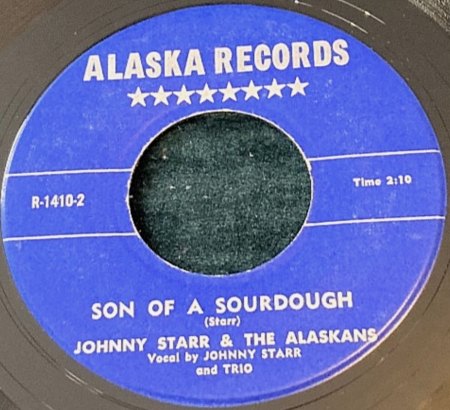 ALASKA RECORDS
★★★★★★★★
R-1410-2
Time 2:10
SON OF A SOURDOUGH
(Starr)
JOHNNY STARR & THE ALASKANS
Vocal by JOHNNY STARR
and TRIO